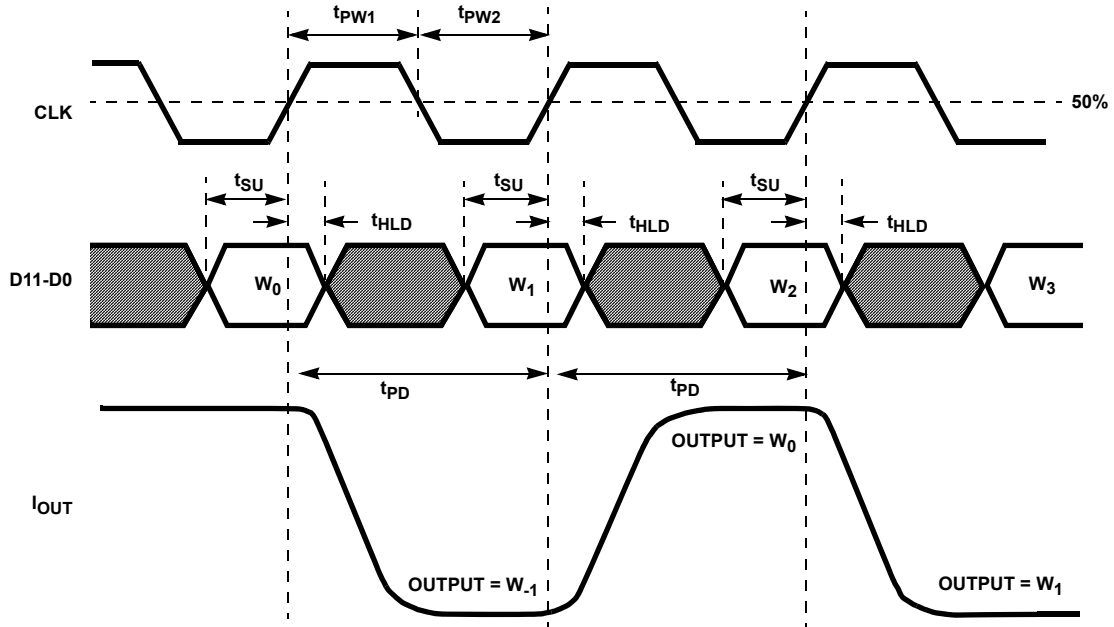 tPW1 tPW2
CLK
50%
tSU tSU tSU
tHLD tHLD tHLD
D11-D0
W0 W1 W2 W3
tPD tPD
OUTPUT = W0
IOUT
OUTPUT = W-1 OUTPUT = W1